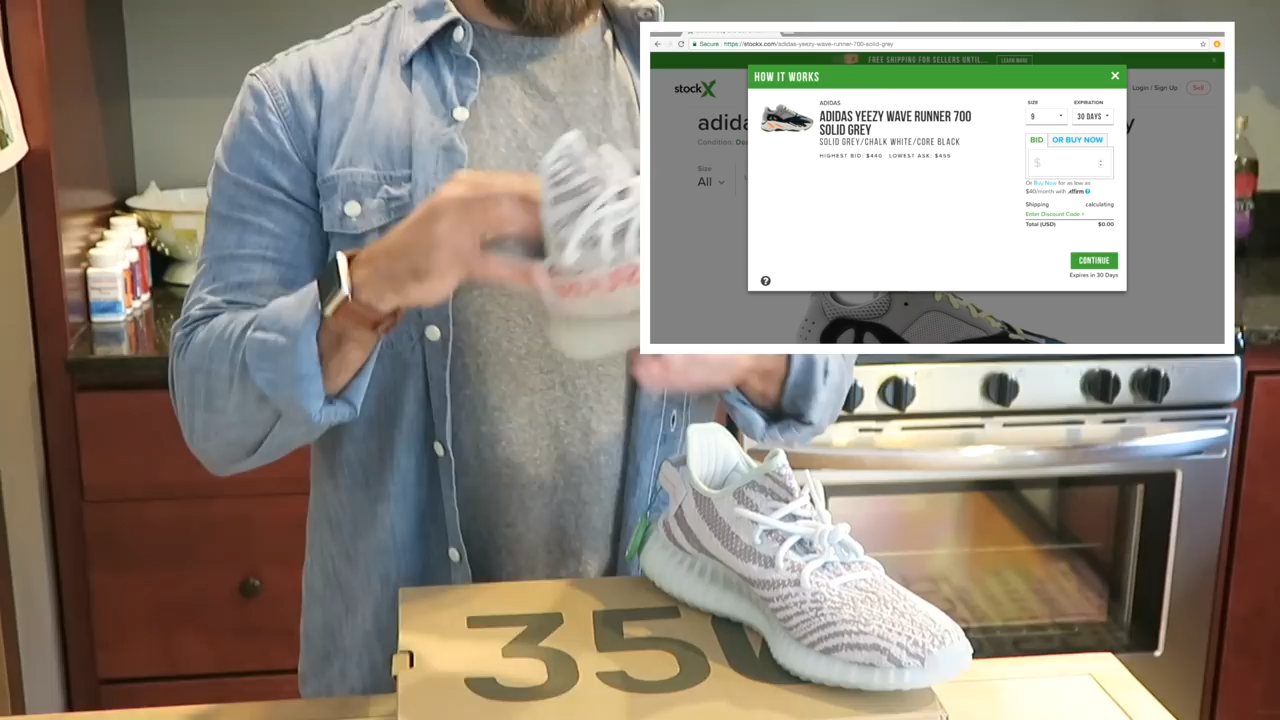 Secure https://stockx.com/adidas-yeezy-wave-runner-700-solid-grey
FREE SHIPPING FOR SELLERS UNTIL... LEARN MORE
stockX
Login / Sign Up Sell
adida
y
Condition:
Size
All
HOW IT WORKS
ADIDAS
ADIDAS YEEZY WAVE RUNNER 700
SOLID GREY
SOLID GREY/CHALK WHITE/CORE BLACK
HIGHEST BID: $440 LOWEST ASK: $455
SIZE EXPIRATION
9 30 DAYS
BID OR BUY NOW
$
Or Buy Now for as low as
$40/month with affirm ?
Shipping calculating
Enter Discount Code +
Total (USD) $0.00
CONTINUE
Expires in 30 Days
?
350